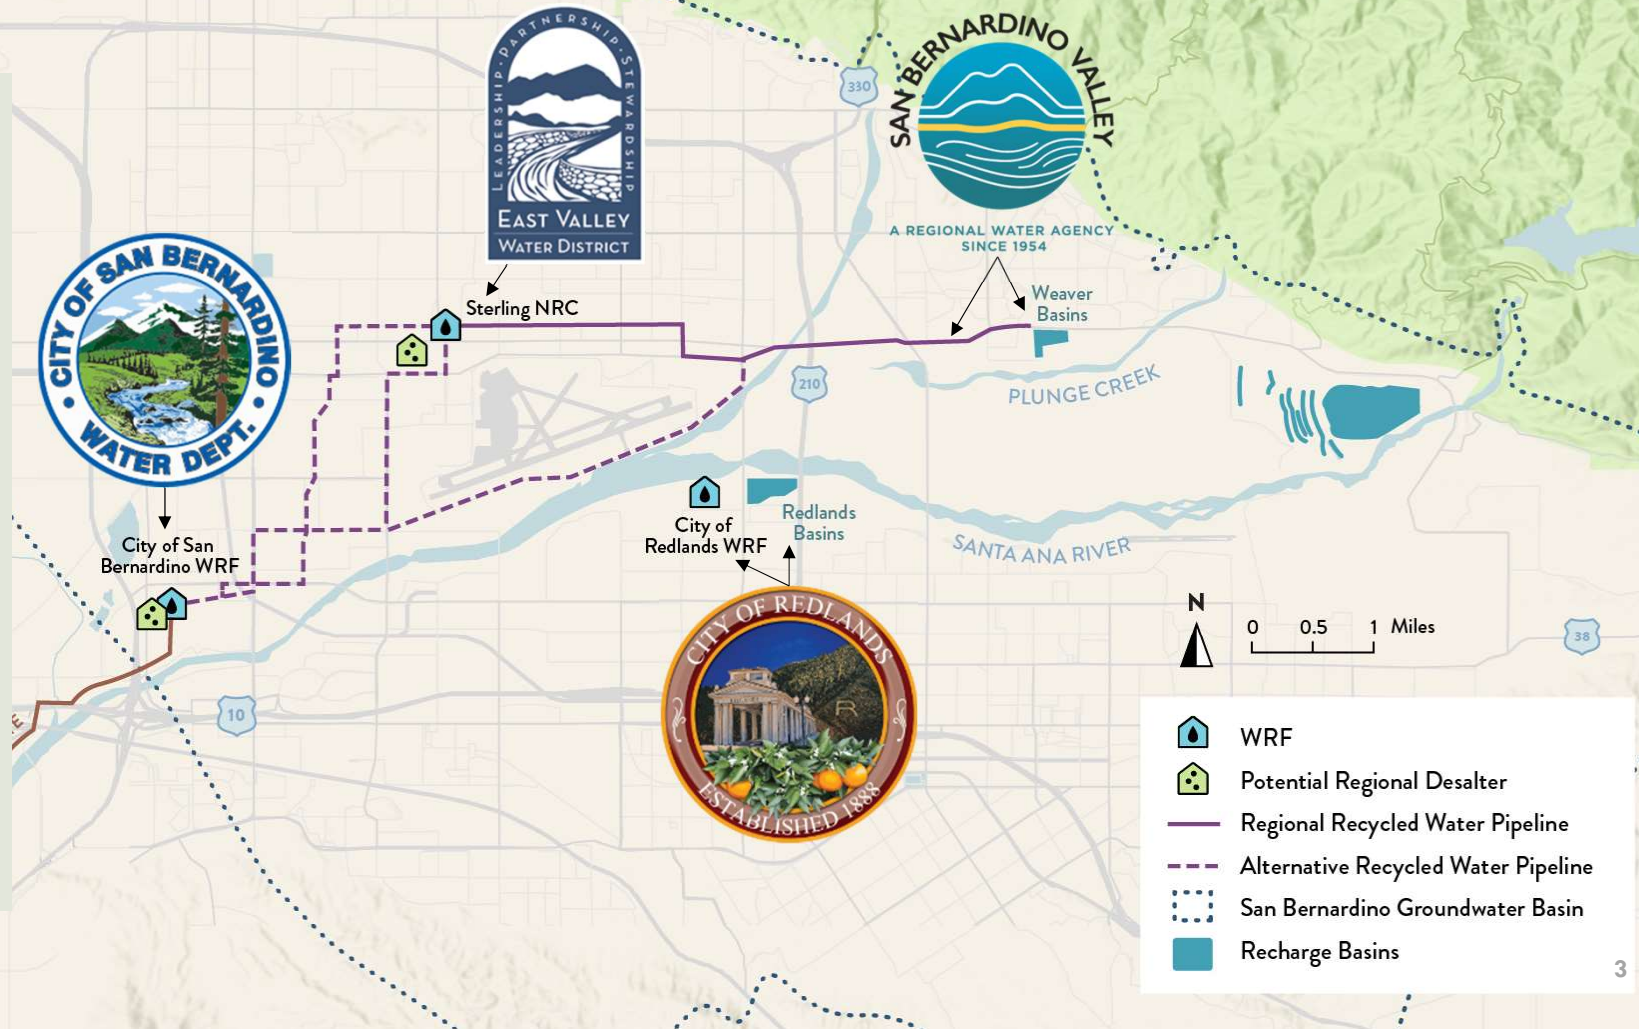 LEADERSHIP · PARTNERSHIP · STEWARDSHIP
EAST VALLEY
WATER DISTRICT
SAN BERNARDINO VALLEY
A REGIONAL WATER AGENCY
SINCE 1954
330
CITY OF SAN BERNARDINO
• WATER DEPT. •
Sterling NRC
Weaver
Basins
210
PLUNGE CREEK
City of
Redlands WRF
Redlands
Basins
City of San
Bernardino WRF
SANTA ANA RIVER
CITY OF REDLANDS
R
ESTABLISHED 1888
N
0 0.5 1 Miles
38
10
E
WRF
Potential Regional Desalter
Regional Recycled Water Pipeline
Alternative Recycled Water Pipeline
San Bernardino Groundwater Basin
Recharge Basins
3